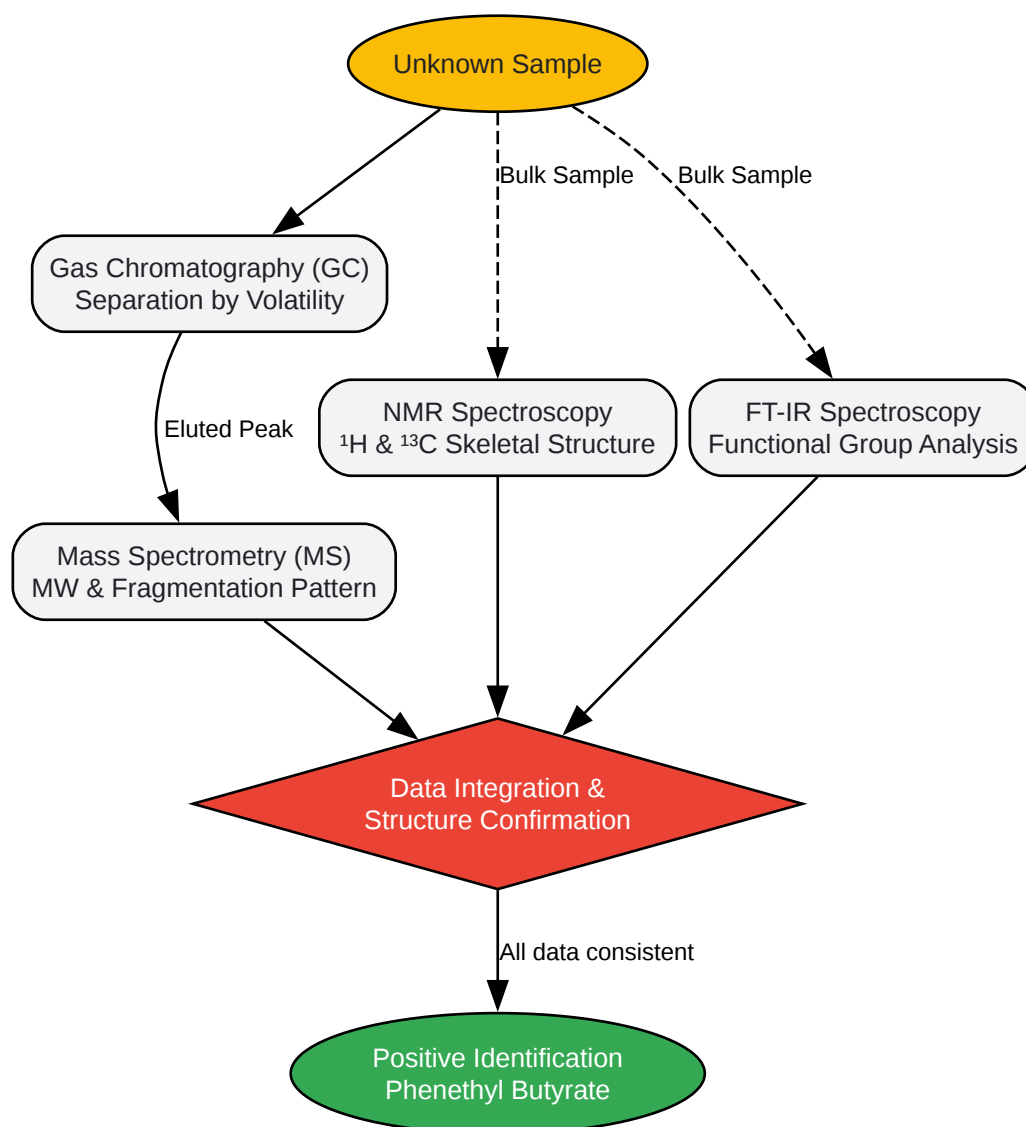 Unknown Sample
Bulk Sample
Bulk Sample
Gas Chromatography (GC)
Separation by Volatility
Eluted Peak
NMR Spectroscopy
¹H & ¹³C Skeletal Structure
FT-IR Spectroscopy
Functional Group Analysis
Mass Spectrometry (MS)
MW & Fragmentation Pattern
Data Integration &
Structure Confirmation
All data consistent
Positive Identification
Phenethyl Butyrate